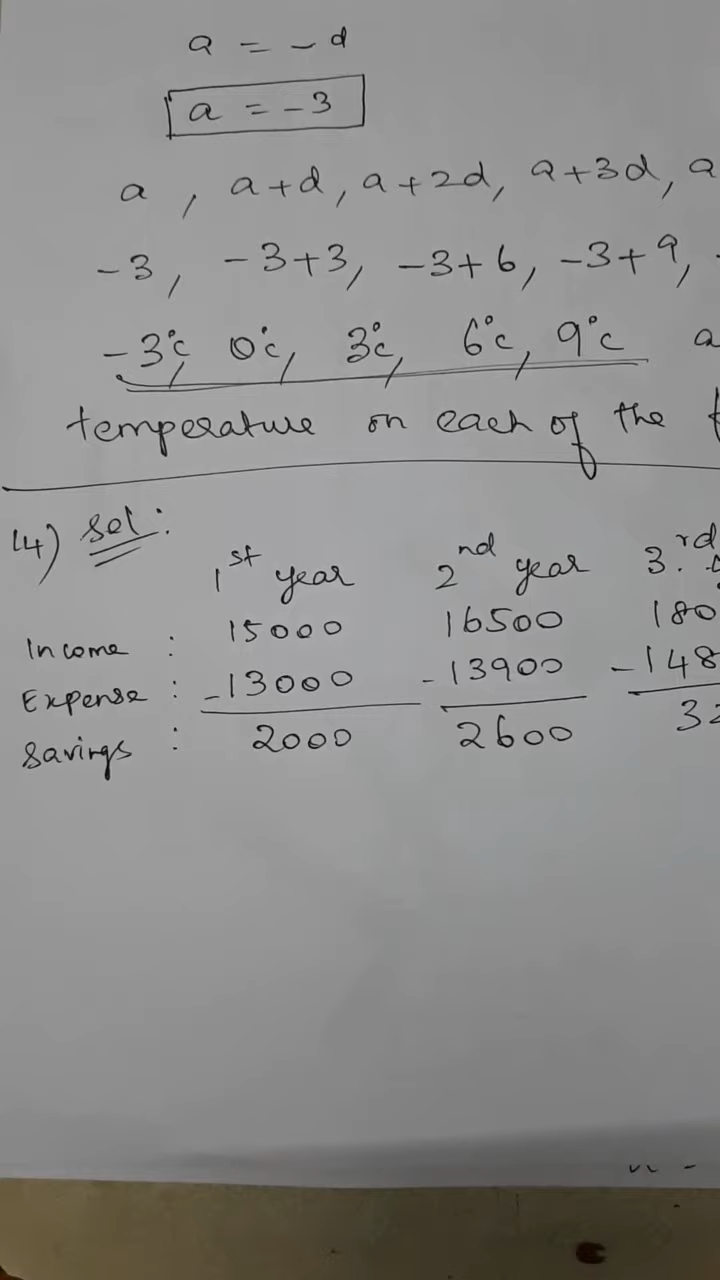 a = - d
a = - 3
a , a+d, a+2d, a+3d, a
-3, -3+3, -3+6, -3+9,
-3°c, 0°c, 3°c, 6°c, 9°c a
temperature on each of the
14) Sol:
1st year 2nd year 3.rd
Income : 15000 16500 180
Expense : -13000 -13900 -148
Savings : 2000 2600 32